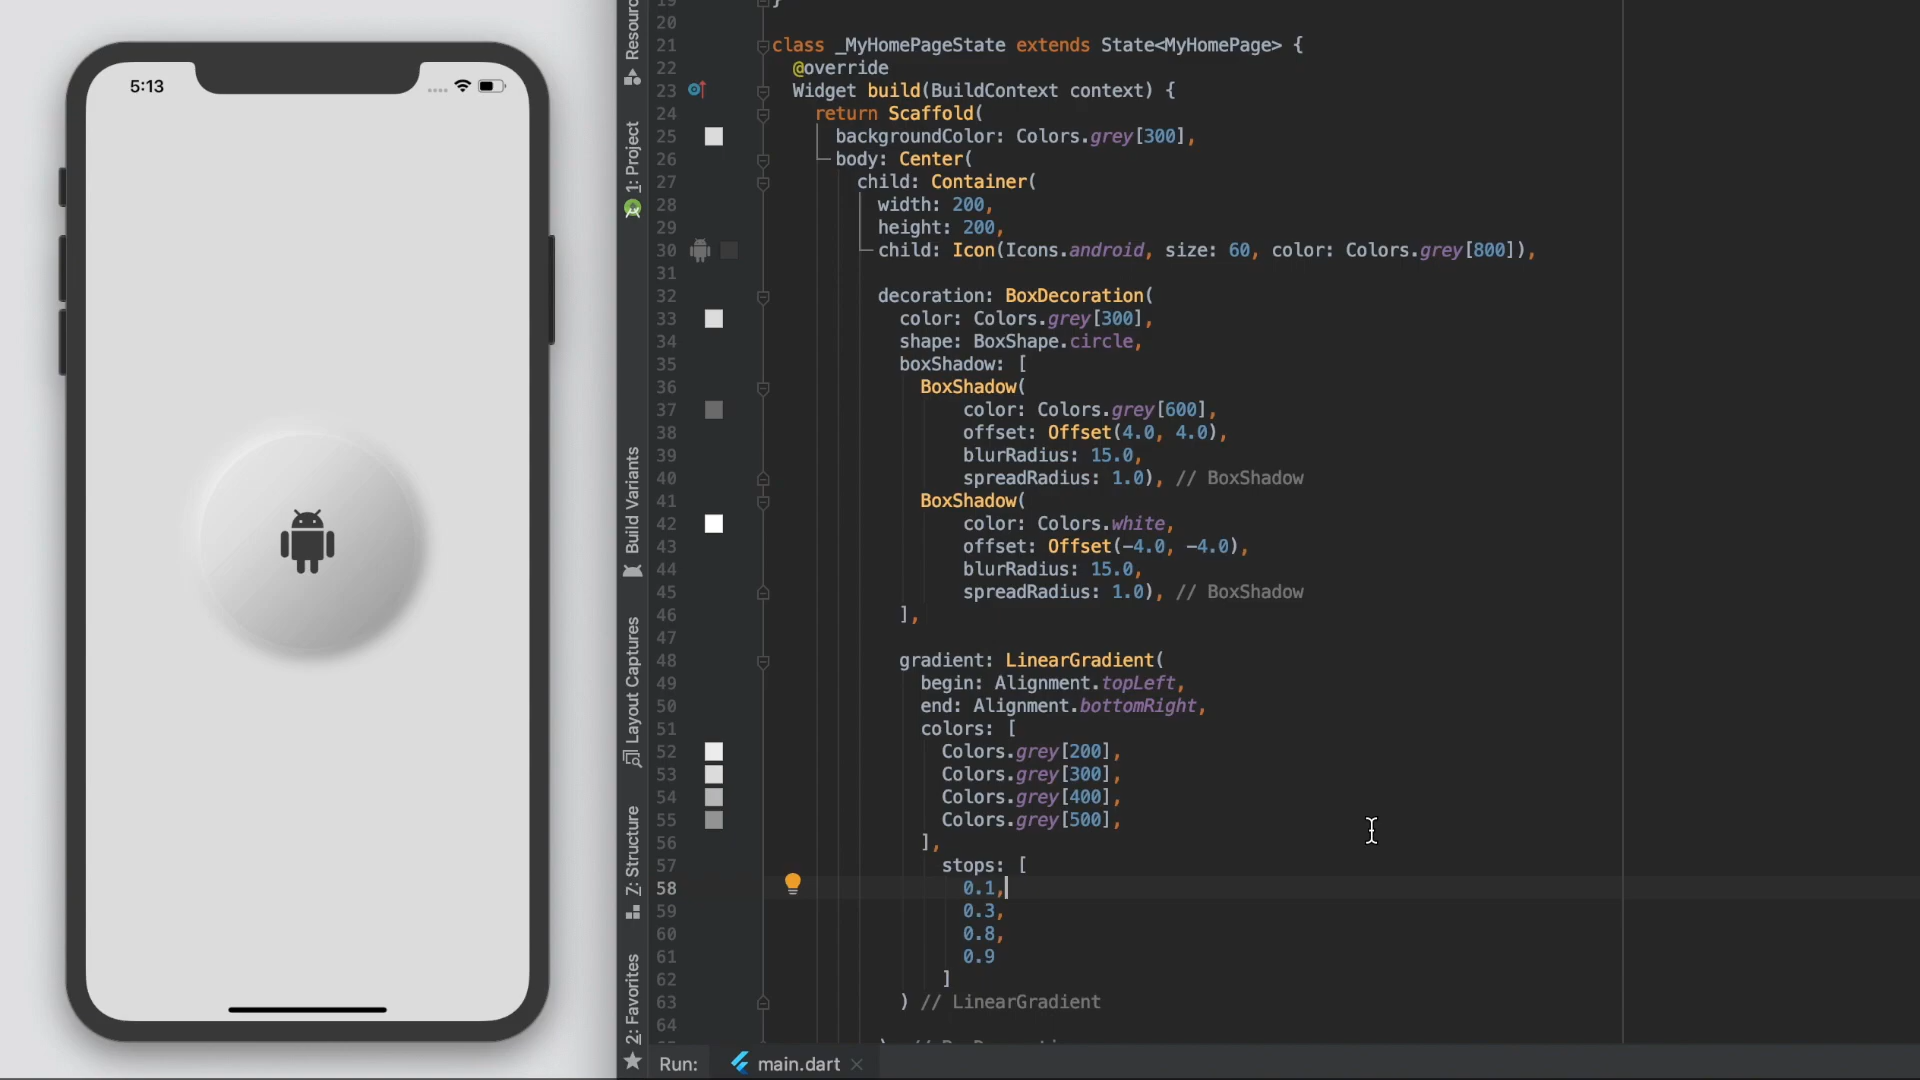 5:13
Resourc
1: Project
Build Variants
Layout Captures
7: Structure
2: Favorites
19 }
20
21 class _MyHomePageState extends State<MyHomePage> {
22 @override
23 Widget build(BuildContext context) {
24 return Scaffold(
25 backgroundColor: Colors.grey[300],
26 body: Center(
27 child: Container(
28 width: 200,
29 height: 200,
30 child: Icon(Icons.android, size: 60, color: Colors.grey[800]),
31
32 decoration: BoxDecoration(
33 color: Colors.grey[300],
34 shape: BoxShape.circle,
35 boxShadow: [
36 BoxShadow(
37 color: Colors.grey[600],
38 offset: Offset(4.0, 4.0),
39 blurRadius: 15.0,
40 spreadRadius: 1.0), // BoxShadow
41 BoxShadow(
42 color: Colors.white,
43 offset: Offset(-4.0, -4.0),
44 blurRadius: 15.0,
45 spreadRadius: 1.0), // BoxShadow
46 ],
47
48 gradient: LinearGradient(
49 begin: Alignment.topLeft,
50 end: Alignment.bottomRight,
51 colors: [
52 Colors.grey[200],
53 Colors.grey[300],
54 Colors.grey[400],
55 Colors.grey[500],
56 ],
57 stops: [
58 0.1,
59 0.3,
60 0.8,
61 0.9
62 ]
63 ) // LinearGradient
64
Run: main.dart